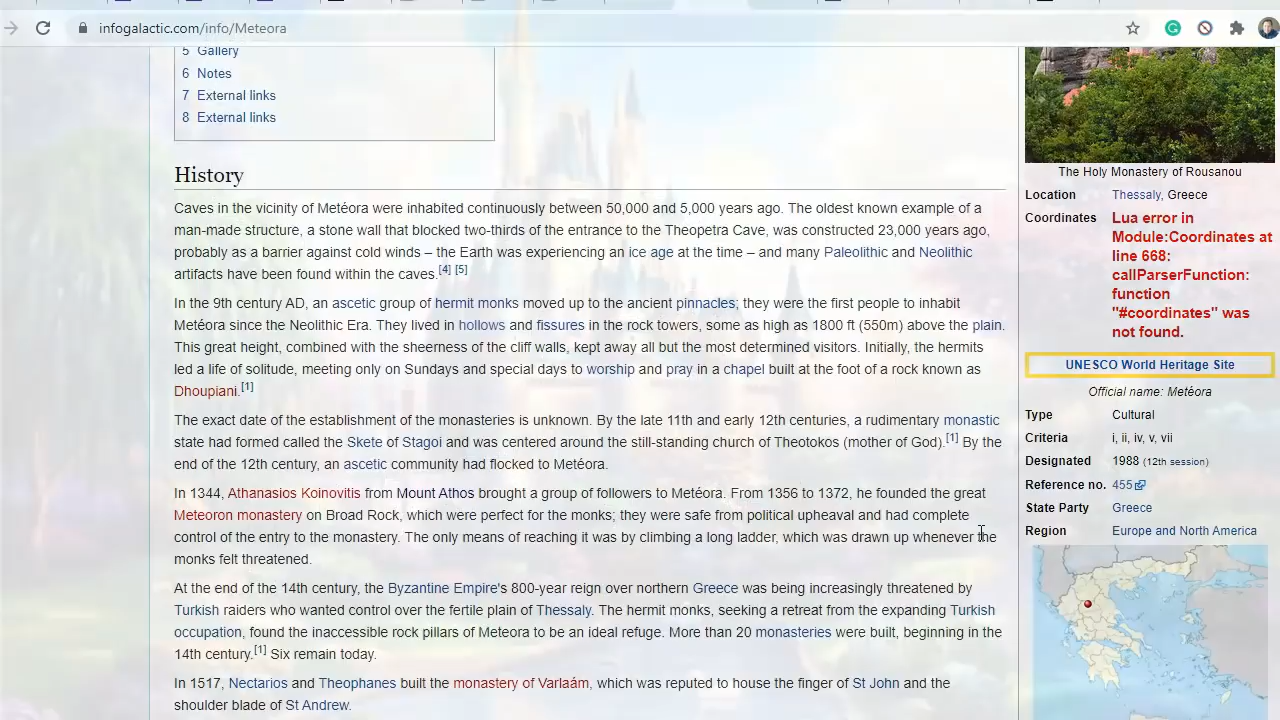 infogalactic.com/info/Meteora
5 Gallery
6 Notes
7 External links
8 External links
History
Caves in the vicinity of Metéora were inhabited continuously between 50,000 and 5,000 years ago. The oldest known example of a
man-made structure, a stone wall that blocked two-thirds of the entrance to the Theopetra Cave, was constructed 23,000 years ago,
probably as a barrier against cold winds – the Earth was experiencing an ice age at the time – and many Paleolithic and Neolithic
artifacts have been found within the caves.[4] [5]
In the 9th century AD, an ascetic group of hermit monks moved up to the ancient pinnacles; they were the first people to inhabit
Metéora since the Neolithic Era. They lived in hollows and fissures in the rock towers, some as high as 1800 ft (550m) above the plain.
This great height, combined with the sheerness of the cliff walls, kept away all but the most determined visitors. Initially, the hermits
led a life of solitude, meeting only on Sundays and special days to worship and pray in a chapel built at the foot of a rock known as
Dhoupiani.[1]
The exact date of the establishment of the monasteries is unknown. By the late 11th and early 12th centuries, a rudimentary monastic
state had formed called the Skete of Stagoi and was centered around the still-standing church of Theotokos (mother of God).[1] By the
end of the 12th century, an ascetic community had flocked to Metéora.
In 1344, Athanasios Koinovitis from Mount Athos brought a group of followers to Metéora. From 1356 to 1372, he founded the great
Meteoron monastery on Broad Rock, which were perfect for the monks; they were safe from political upheaval and had complete
control of the entry to the monastery. The only means of reaching it was by climbing a long ladder, which was drawn up whenever the
monks felt threatened.
At the end of the 14th century, the Byzantine Empire's 800-year reign over northern Greece was being increasingly threatened by
Turkish raiders who wanted control over the fertile plain of Thessaly. The hermit monks, seeking a retreat from the expanding Turkish
occupation, found the inaccessible rock pillars of Meteora to be an ideal refuge. More than 20 monasteries were built, beginning in the
14th century.[1] Six remain today.
In 1517, Nectarios and Theophanes built the monastery of Varlaám, which was reputed to house the finger of St John and the
shoulder blade of St Andrew.
The Holy Monastery of Rousanou
Location Thessaly, Greece
Coordinates Lua error in
Module:Coordinates at
line 668:
callParserFunction:
function
"#coordinates" was
not found.
UNESCO World Heritage Site
Official name: Metéora
Type Cultural
Criteria i, ii, iv, v, vii
Designated 1988 (12th session)
Reference no. 455
State Party Greece
Region Europe and North America